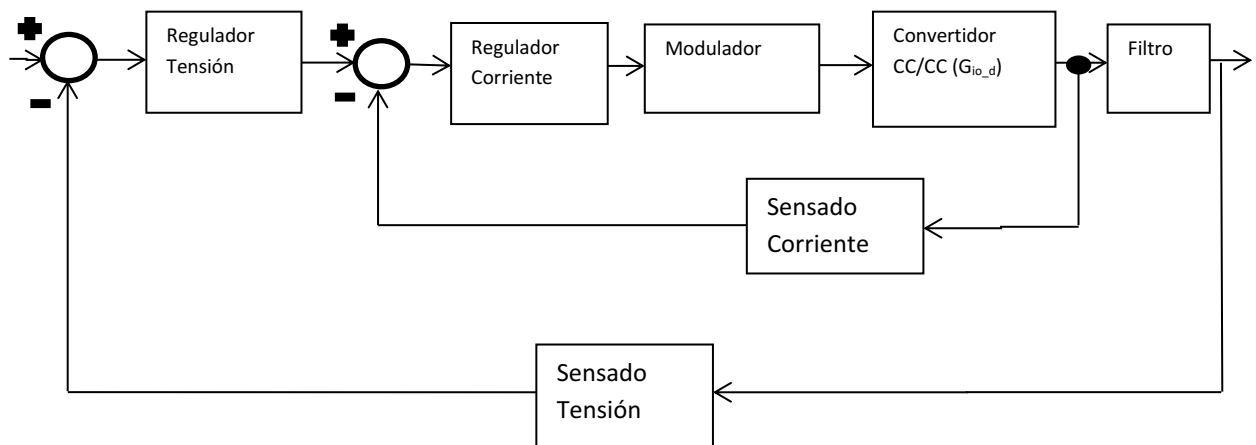 Regulador
Tensión
Regulador
Corriente
Modulador
Convertidor
CC/CC (Gio_d)
Filtro
Sensado
Corriente
Sensado
Tensión